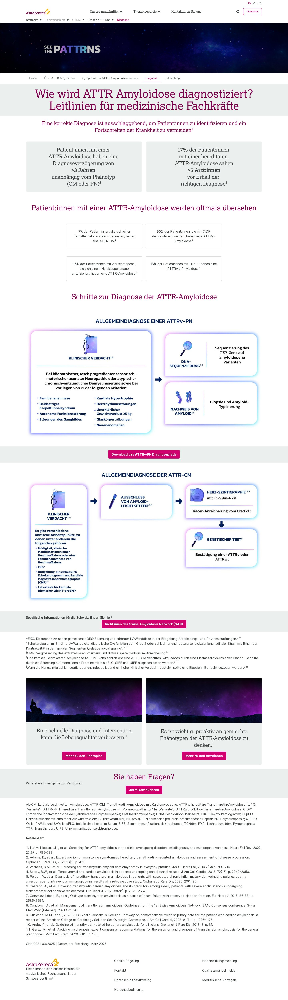 | DE | FR | IT |
AstraZeneca
Unsere Arzneimittel
Therapiegebiete
Kontaktieren Sie uns
Anmelden
Startseite
Therapiegebiete
CVRM
See the pATTRns
Diagnose
SEE THE PATTRNS
Home
Über ATTR Amyloidose
Symptome der ATTR Amyloidose erkennen
Diagnose
Behandlung
Wie wird ATTR Amyloidose diagnostiziert?
Leitlinien für medizinische Fachkräfte
Eine korrekte Diagnose ist ausschlaggebend, um Patient:innen zu identifizieren und ein
Fortschreiten der Krankheit zu vermeiden1
Patient:innen mit einer
ATTR-Amyloidose haben eine
Diagnoseverzögerung von
>3 Jahren
unabhängig vom Phänotyp
(CM oder PN)2
17% der Patient:innen
mit einer hereditären
ATTR-Amyloidose sahen
>5 Ärzt:innen
vor Erhalt der
richtigen Diagnose3
Patient:innen mit einer ATTR-Amyloidose werden oftmals übersehen
7% der Patient:innen, die sich einer
Karpaltunneloperation unterziehen, haben
eine ATTR-CM4
30% der Patient:innen, die mit CIDP
diagnostiziert wurden, haben eine ATTRv-
Amyloidose5
16% der Patient:innen mit Aortenstenose,
die sich einem Herzklappenersatz
unterziehen, haben eine ATTR-Amyloidose6
13% der Patient:innen mit HFpEF haben eine
ATTRwt-Amyloidose7
Schritte zur Diagnose der ATTR-Amyloidose
ALLGEMEINDIAGNOSE EINER ATTRv-PN
KLINISCHER VERDACHT2,8
Bei idiopathischer, rasch progredienter sensorisch-
motorischer axonaler Neuropathie oder atypischer
chronisch-entzündlicher Demyelinisierung sowie bei
Vorliegen von ≥1 der folgenden Kriterien:
Familienanamnese
Beidseitiges
Karpaltunnelsyndrom
Autonome Funktionsstörung
Störungen des Gangbildes
Kardiale Hypertrophie
Herzrhythmusstörungen
Unerklärlicher
Gewichtsverlust ≥5 kg
Glaskörpertrübungen
Nierenanomalien
DNA-
SEQUENZIERUNG2,8
Sequenzierung des
TTR-Gens auf
amyloidogene
Varianten
NACHWEIS VON
AMYLOID2,8
Biopsie und Amyloid-
Typisierung
Download des ATTRv-PN Diagnosepfads
ALLGEMEINDIAGNOSE DER ATTR-CM
KLINISCHER
VERDACHT9-11
Es gibt verschiedene
klinische Anhaltspunkte, zu
denen unter anderem die
folgenden gehören:
Müdigkeit, klinische
Manifestationen einer
Herzinsuffizienz oder eine
Familienanamnese von
Herzinsuffizienz
EKG*
Bildgebung, einschliesslich
Echokardiogramm und kardiale
Magnetresonanztomographie
(CMR)†‡
Labortests für kardiale
Biomarker wie NT-proBNP
AUSSCHLUSS
VON AMYLOID-
LEICHTKETTEN§9,11
HERZ-SZINTIGRAPHIE
mit Tc-99m-PYP
Tracer-Anreicherung vom Grad 2/3
GENETISCHER TEST9
Bestätigung einer ATTRv oder
ATTRwt
Spezifische Informationen für die Schweiz finden Sie hier8
Richtlinien des Swiss Amyloidosis Network (SAN)
*EKG: Diskrepanz zwischen gemessener QRS-Spannung und erhöhter LV-Wanddicke in der Bildgebung, Überleitungs- und Rhythmusstörungen.9-11
†Echokardiogramm: Erhöhte LV-Wanddicke, diastolische Dysfunktion vom Grad 2 oder schlechter und reduzierter globaler longitudinaler Strain mit Erhalt der
Kontraktilität in den apikalen Segmenten („relative apical sparing“).9-11
‡CMR: Vergrösserung des extrazellulären Volumens und diffuse späte Gadolinium-Anreicherung.9-11
§Eine kardiale Leichtketten-Amyloidose (AL-CM) kann ähnlich wie eine ATTR-CM verlaufen, wird jedoch durch eine Plasmazelldyskrasie verursacht. Sie sollte
durch ein Screening auf monoklonale Proteine mittels sFLC, SIFE und UIFE ausgeschlossen werden.9-11
‖Wenn die Herzszintigraphie negativ oder uneindeutig ist und ein hoher klinischer Verdacht besteht, sollte eine Biopsie in Betracht gezogen werden.9,11
Eine schnelle Diagnose und Intervention
kann die Lebensqualität verbessern.1
Mehr zu den Therapien
Es ist wichtig, proaktiv an gemischte
Phänotypen der ATTR-Amyloidose zu
denken.1
Mehr zu den Anzeichen
Sie haben Fragen?
Wir stehen Ihnen gerne zur Verfügung.
Jetzt kontaktieren
AL-CM: kardiale Leichtketten-Amyloidose; ATTR-CM: Transthyretin-Amyloidose mit Kardiomyopathie; ATTRv: hereditäre Transthyretin-Amyloidose („v“ für
„Variante“); ATTRv-PN: hereditäre Transthyretin-Amyloidose mit Polyneuropathie („v“ für „Variante“); ATTRwt: Wildtyp-Transthyretin-Amyloidose; CIDP:
chronische inflammatorische demyelinisierende Polyneuropathie; CM: Kardiomyopathie; DNA: Desoxyribonukleinsäure; EKG: Elektro-kardiogramm; HFpEF:
Herzinsuffizienz mit erhaltener Auswurffraktion; LV: linksventrikulär; NT-proBNP: N-terminales pro-brain natriuretisches Peptid; PN: Polyneuropathie; QRS: Q-
Welle, R-Welle und S-Welle; sFLC: freie leichte Kette im Serum; SIFE: Serum-Immunfixationselektrophorese; TC-99m-PYP: Technetium-99m-Pyrophosphat;
TTR: Transthyretin; UIFE: Urin-Immunfixationselektrophorese.
Referenzen:
1. Nativi-Nicolau, J.N., et al., Screening for ATTR amyloidosis in the clinic: overlapping disorders, misdiagnosis, and multiorgan awareness. Heart Fail Rev, 2022.
27(3): p. 785–793.
2. Adams, D., et al., Expert opinion on monitoring symptomatic hereditary transthyretin-mediated amyloidosis and assessment of disease progression.
Orphanet J Rare Dis, 2021. 16(1): p. 411.
3. Witteles, R.M., et al., Screening for transthyretin amyloid cardiomyopathy in everyday practice. JACC Heart Fail, 2019.7(8): p. 709–716.
4. Sperry, B.W., et al., Tenosynovial and cardiac amyloidosis in patients undergoing carpal tunnel release. J Am Coll Cardiol, 2018. 72(17): p. 2040–2050.
5. Péréon, Y., et al. Diagnosis of hereditary transthyretin amyloidosis in patients with suspected chronic inflammatory demyelinating polyneuropathy
unresponsive to intravenous immunoglobulins: results of a retrospective study. Orphanet J Rare Dis, 2025. 20(1):95.
6. Castaño, A., et al., Unveiling transthyretin cardiac amyloidosis and its predictors among elderly patients with severe aortic stenosis undergoing
transcatheter aortic valve replacement. Eur Heart J, 2017. 38(38): p. 2879–2887.
7. González-López, E., et al., Wildtype transthyretin amyloidosis as a cause of heart failure with preserved ejection fraction. Eur Heart J, 2015. 36(38): p.
2585–2594.
8. Condoluci, A., et al., Management of transthyretin amyloidosis: Guidelines from the 1st Swiss Amyloidosis Network (SAN) Consensus conference. Swiss
Med Wkly [Internet]. 2021 Oct. 20.
9. Kittleson, M.M., et al., 2023 ACC Expert Consensus Decision Pathway on comprehensive multidisciplinary care for the patient with cardiac amyloidosis: a
report of the American College of Cardiology Solution Set Oversight Committee. J Am Coll Cardiol, 2023. 81(11): p. 1076–1126.
10. Ando, Y., et al., Guideline of transthyretin-related hereditary amyloidosis for clinicians. Orphanet J Rare Dis, 2013. 8: p. 31.
11. Gertz, M., et al., Avoiding misdiagnosis: expert consensus recommendations for the suspicion and diagnosis of transthyretin amyloidosis for the general
practitioner. BMC Fam Pract, 2020. 21(1): p. 198.
CH-10981_03/2025 | Datum der Erstellung: März 2025
AstraZeneca
Diese Inhalte sind ausschliesslich für
medizinisches Fachpersonal in der
Schweiz bestimmt.
Cookie Regelung
Kontakt
Datenschutzbestimmung
Nutzungsbedingung
Nebenwirkungsmeldung
Qualitätsmangel melden
Medizinische Anfragen